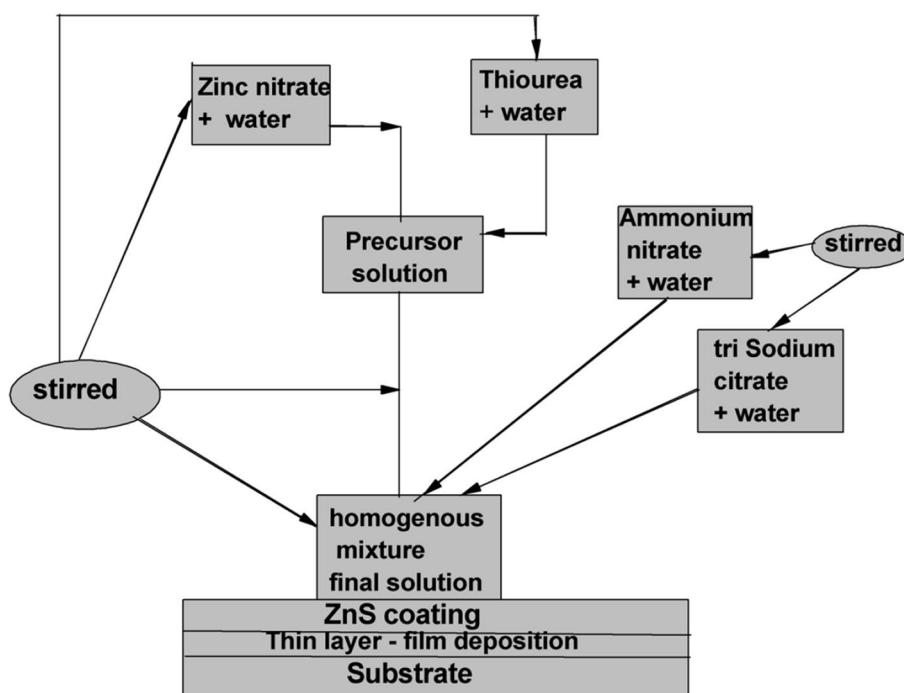 Zinc nitrate
+ water
Thiourea
+ water
Precursor
solution
Ammonium
nitrate
+ water
stirred
tri Sodium
citrate
+ water
stirred
homogenous
mixture
final solution
ZnS coating
Thin layer - film deposition
Substrate